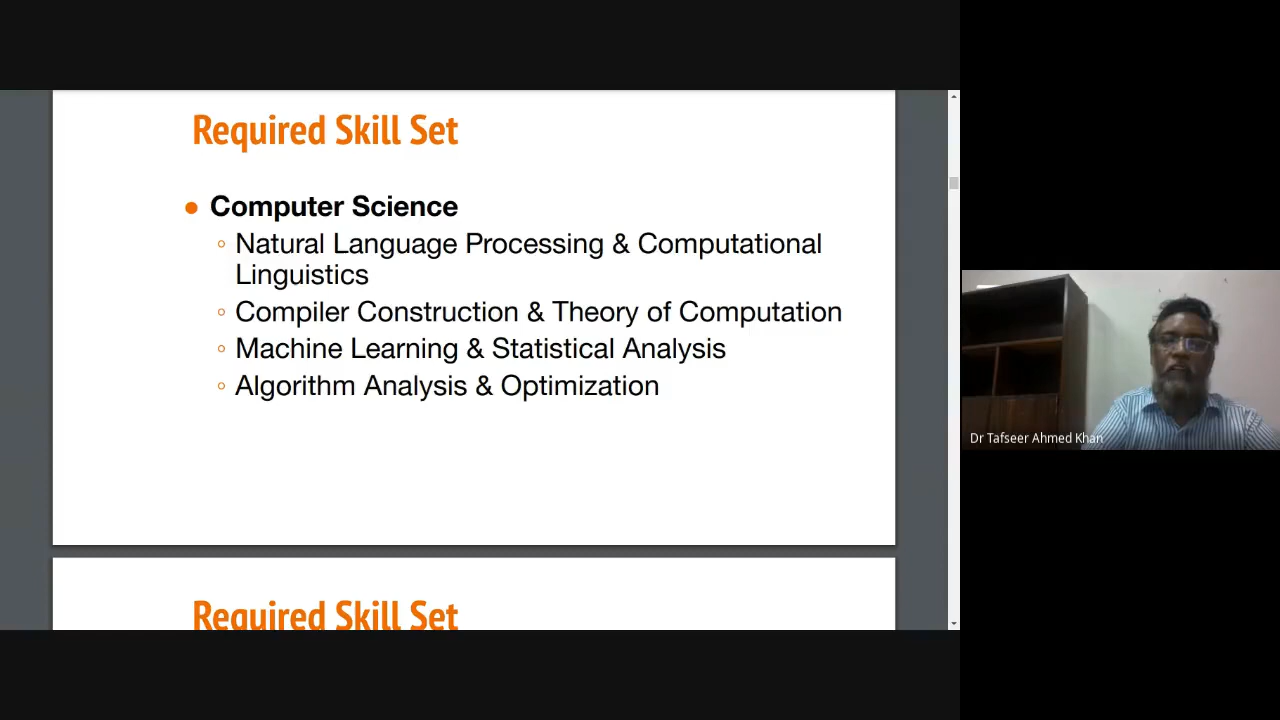 Required Skill Set
● Computer Science
○ Natural Language Processing & Computational
Linguistics
○ Compiler Construction & Theory of Computation
○ Machine Learning & Statistical Analysis
○ Algorithm Analysis & Optimization
Required Skill Set
Dr Tafseer Ahmed Khan